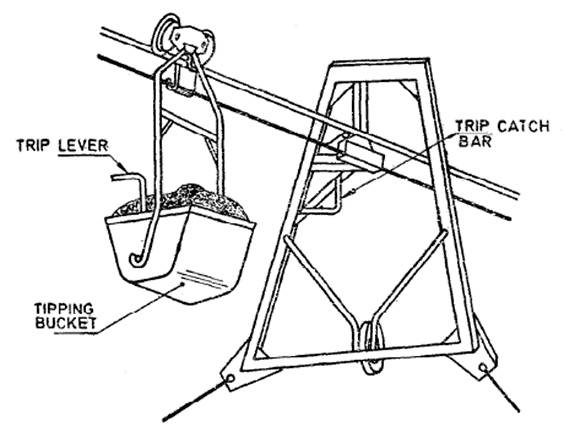 TRIP LEVER
TRIP CATCH
BAR
TIPPING
BUCKET